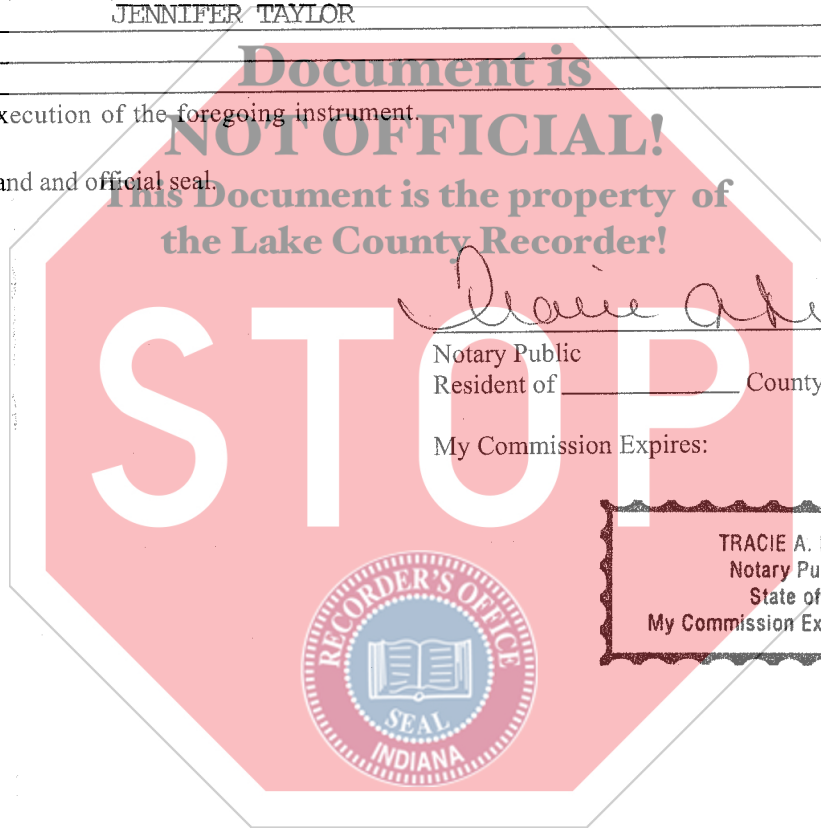 JENNIFER TAYLOR
Document is
xecution of the foregoing instrument.
NOT OFFICIAL!
and and official seal.
This Document is the property of
the Lake County Recorder!
STOP
Tracie A
Notary Public
Resident of ____________ County
My Commission Expires:
TRACIE A.
Notary Pu
State of
My Commission Ex
RECORDER'S OFFICE
SEAL
INDIANA